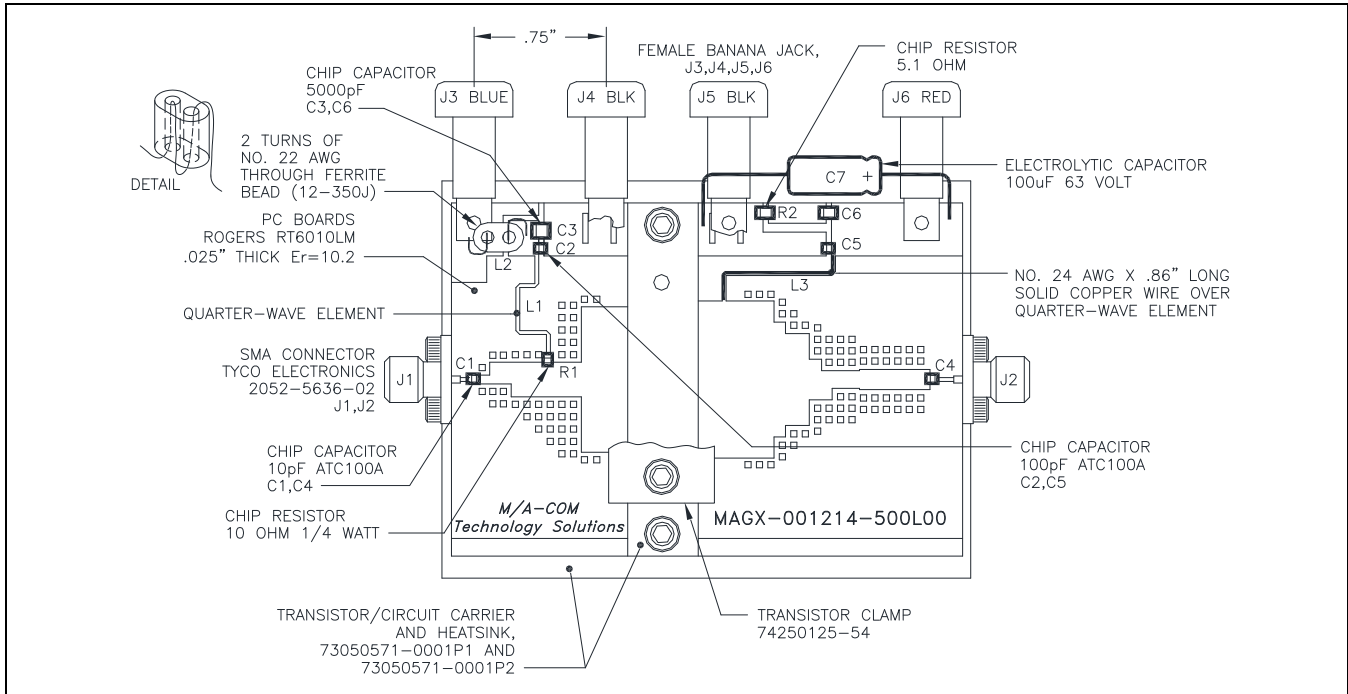 .75"
CHIP CAPACITOR
5000pF
C3,C6
FEMALE BANANA JACK,
J3,J4,J5,J6
CHIP RESISTOR
5.1 OHM
J3 BLUE
J4 BLK
J5 BLK
J6 RED
DETAIL
2 TURNS OF
NO. 22 AWG
THROUGH FERRITE
BEAD (12-350J)
C7 +
ELECTROLYTIC CAPACITOR
100uF 63 VOLT
PC BOARDS
ROGERS RT6010LM
.025" THICK Er=10.2
C3
C2
L2
R2
C6
C5
L3
NO. 24 AWG X .86" LONG
SOLID COPPER WIRE OVER
QUARTER-WAVE ELEMENT
QUARTER-WAVE ELEMENT
L1
SMA CONNECTOR
TYCO ELECTRONICS
2052-5636-02
J1,J2
J1
C1
R1
C4
J2
CHIP CAPACITOR
10pF ATC100A
C1,C4
CHIP CAPACITOR
100pF ATC100A
C2,C5
CHIP RESISTOR
10 OHM 1/4 WATT
M/A-COM
Technology Solutions
MAGX-001214-500L00
TRANSISTOR/CIRCUIT CARRIER
AND HEATSINK,
73050571-0001P1 AND
73050571-0001P2
TRANSISTOR CLAMP
74250125-54